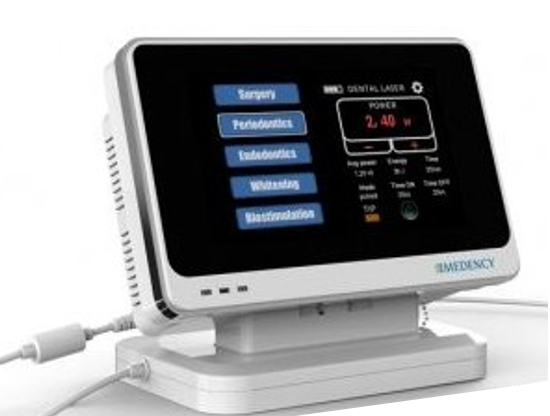 Surgery
Periodontics
Endodontics
Whitening
Biostimulation
DENTAL LASER
POWER
2,40 W
- +
Avg power Energy Time
Mode Time ON Time OFF
pulsed
MEDENCY